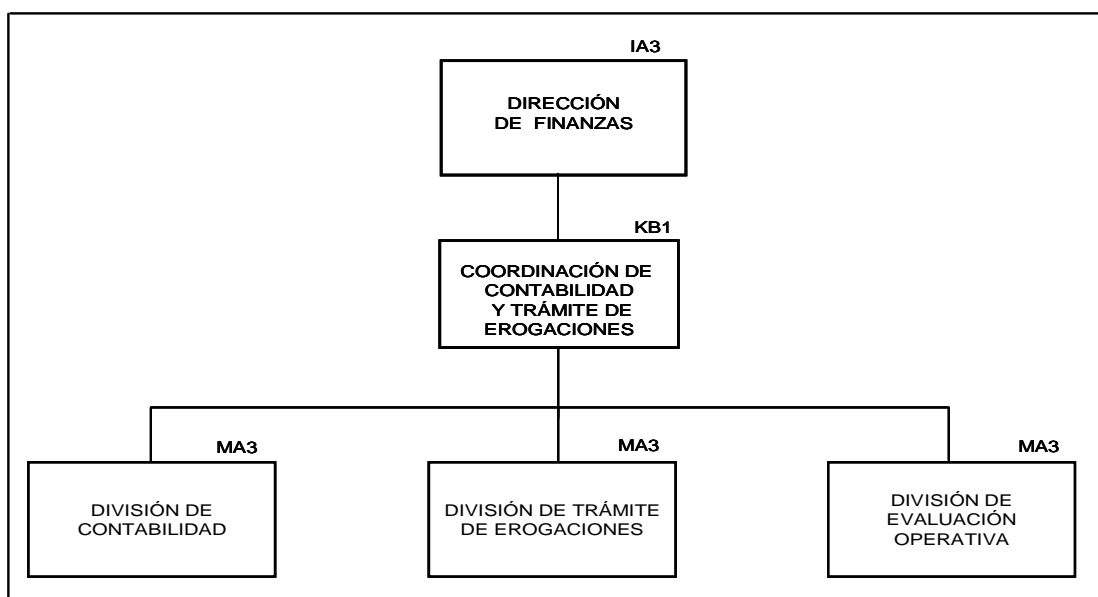 IA3
DIRECCIÓN
DE FINANZAS
KB1
COORDINACIÓN DE
CONTABILIDAD
Y TRÁMITE DE
EROGACIONES
MA3
DIVISIÓN DE
CONTABILIDAD
MA3
DIVISIÓN DE TRÁMITE
DE EROGACIONES
MA3
DIVISIÓN DE
EVALUACIÓN
OPERATIVA